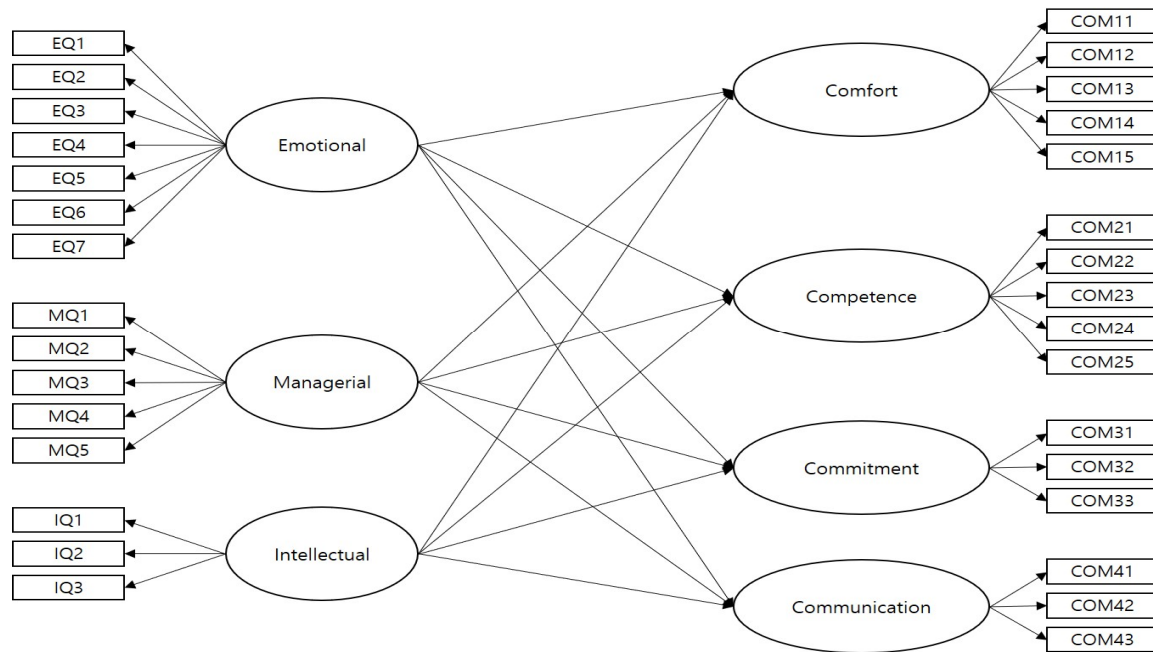 EQ1
EQ2
EQ3
EQ4
EQ5
EQ6
EQ7
Emotional
MQ1
MQ2
MQ3
MQ4
MQ5
Managerial
IQ1
IQ2
IQ3
Intellectual
Comfort
COM11
COM12
COM13
COM14
COM15
Competence
COM21
COM22
COM23
COM24
COM25
Commitment
COM31
COM32
COM33
Communication
COM41
COM42
COM43